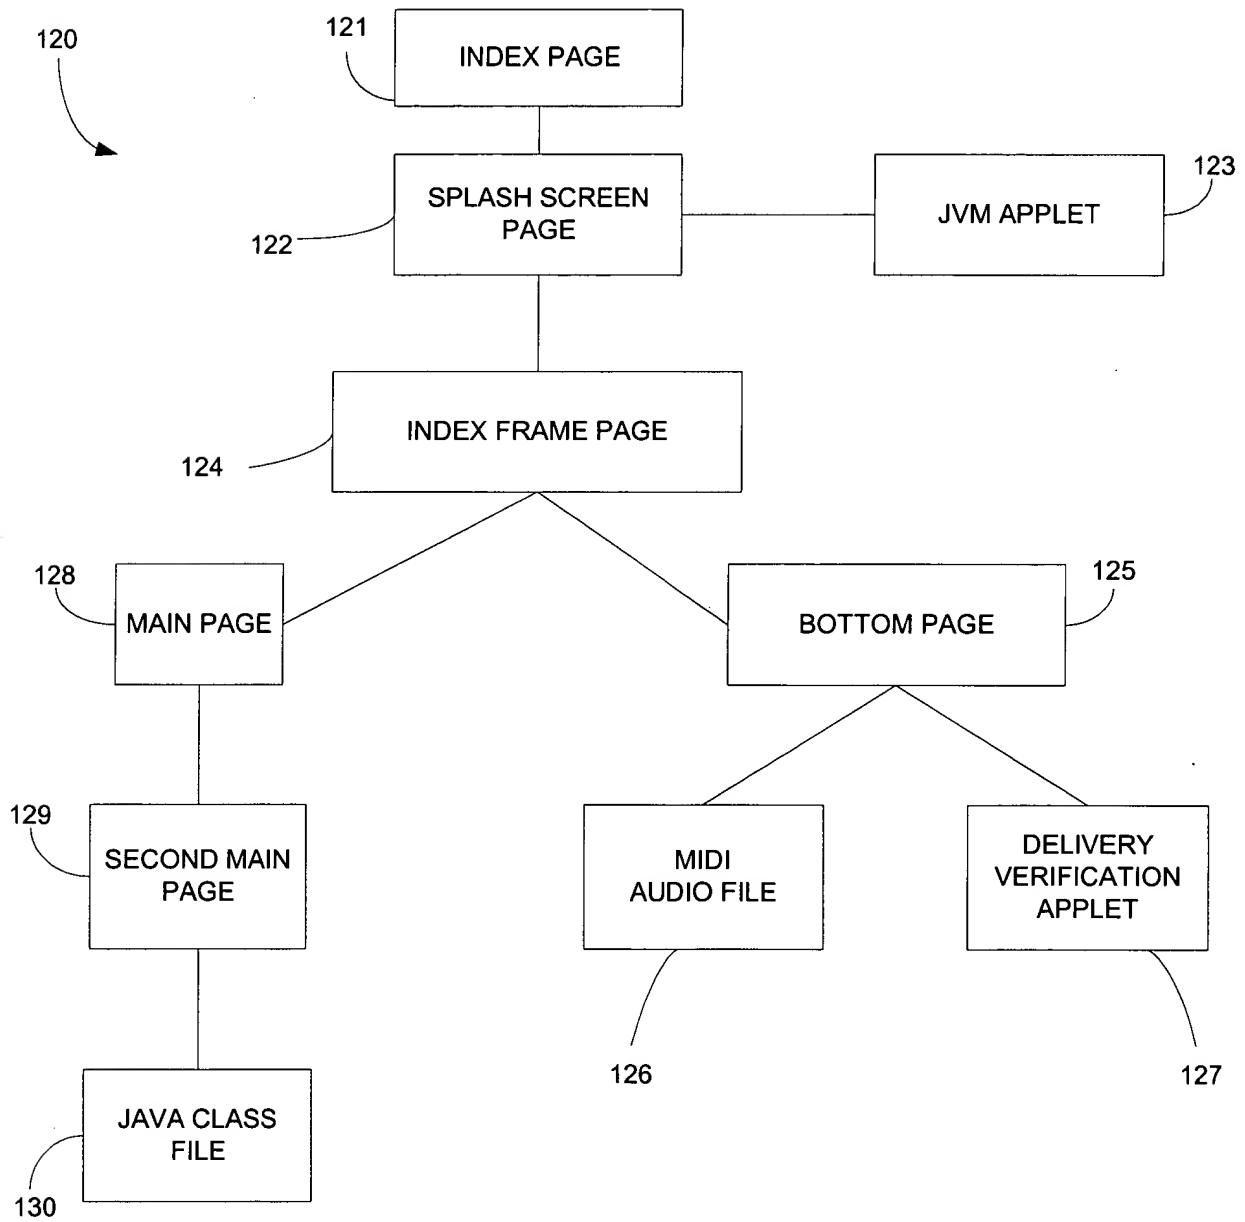 120
121
INDEX PAGE
SPLASH SCREEN
PAGE
122
JVM APPLET
123
INDEX FRAME PAGE
124
128
MAIN PAGE
BOTTOM PAGE
125
129
SECOND MAIN
PAGE
MIDI
AUDIO FILE
DELIVERY
VERIFICATION
APPLET
126
127
JAVA CLASS
FILE
130